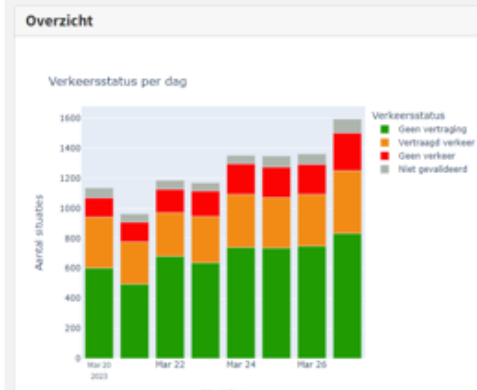 Overzicht
Verkeersstatus per dag
Verkeersstatus
Geen vertraging
Vertraagd verkeer
Geen verkeer
Niet gevalideerd
Aantal situaties
1600
1400
1200
1000
800
600
400
200
0
Mar 20
2023
Mar 22
Mar 24
Mar 26